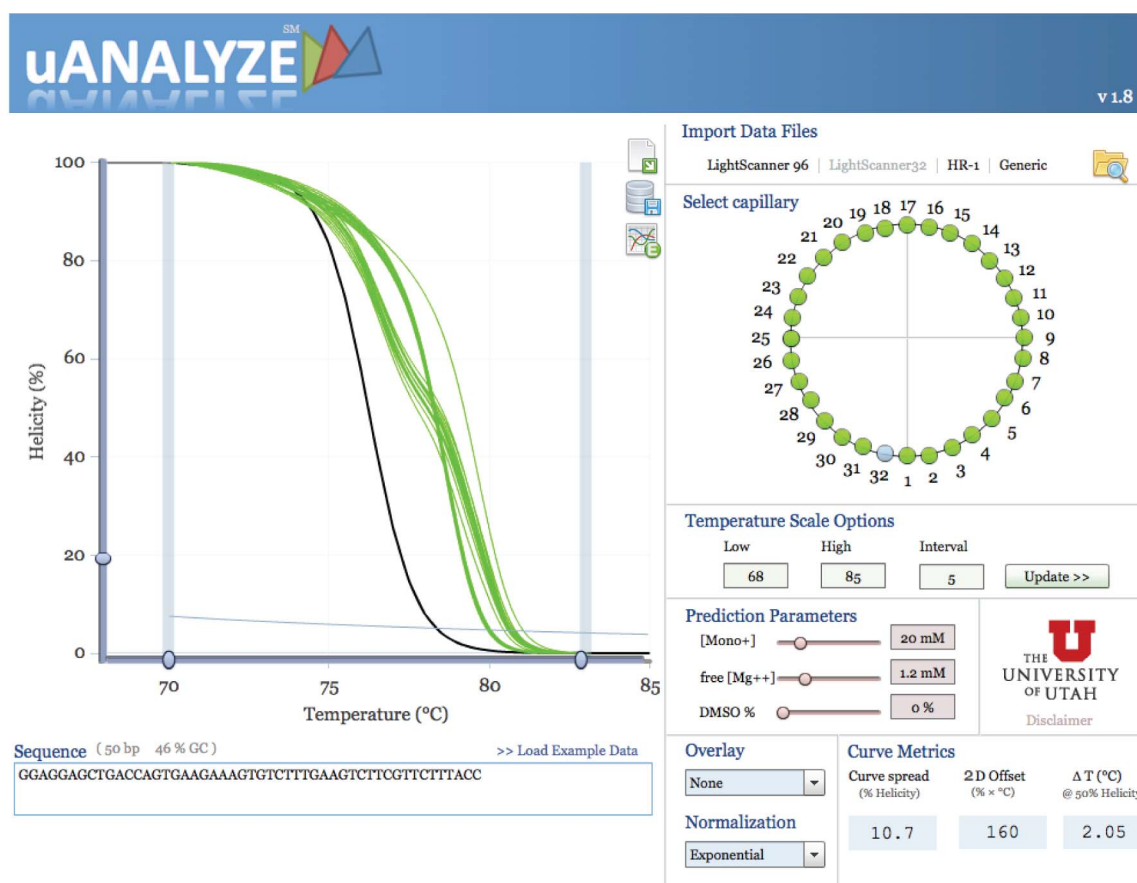 uANALYZE SM
v 1.8
100
80
60
40
20
0
Helicity (%)
70 75 80 85
Temperature (°C)
Sequence ( 50 bp 46 % GC )
>> Load Example Data
GGAGGAGCTGACCAGTGAAGAAAGTGTCTTTGAAGTCTTCGTTCTTTACC
Import Data Files
LightScanner 96 | LightScanner32 | HR-1 | Generic
Select capillary
17
18 16
19 15
20 14
21 13
22 12
23 11
24 10
25 9
26 8
27 7
28 6
29 5
30 4
31 3
32 1 2
Temperature Scale Options
Low High Interval
68 85 5 Update >>
Prediction Parameters
[Mono+] 20 mM
free [Mg++] 1.2 mM
DMSO % 0 %
U
THE
UNIVERSITY
OF UTAH
Disclaimer
Overlay
None
Normalization
Exponential
Curve Metrics
Curve spread 2D Offset Δ T (°C)
(% Helicity) (% × °C) @ 50% Helicity
10.7 160 2.05